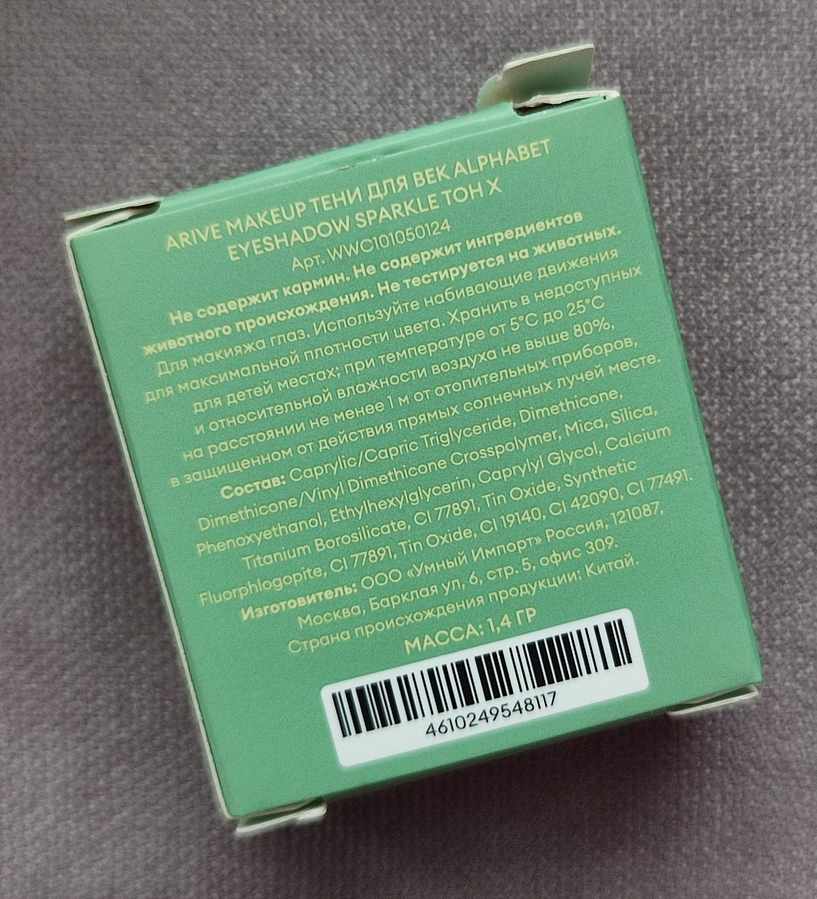 ARIVE MAKEUP ТЕНИ ДЛЯ ВЕК ALPHABET
EYESHADOW SPARKLE ТОН X
Арт. WWC101050124
Не содержит кармин. Не содержит ингредиентов
животного происхождения. Не тестируется на животных.
Для макияжа глаз. Используйте набивающие движения
для максимальной плотности цвета. Хранить в недоступных
для детей местах; при температуре от 5°C до 25°C
и относительной влажности воздуха не выше 80%,
на расстоянии не менее 1 м от отопительных приборов,
в защищенном от действия прямых солнечных лучей месте.
Состав: Caprylic/Capric Triglyceride, Dimethicone,
Dimethicone/Vinyl Dimethicone Crosspolymer, Mica, Silica,
Phenoxyethanol, Ethylhexylglycerin, Caprylyl Glycol, Calcium
Titanium Borosilicate, CI 77891, Tin Oxide, Synthetic
Fluorphlogopite, CI 77891, Tin Oxide, CI 19140, CI 42090, CI 77491.
Изготовитель: ООО «Умный Импорт» Россия, 121087,
Москва, Барклая ул, 6, стр. 5, офис 309.
Страна происхождения продукции: Китай.
МАССА: 1,4 ГР
4610249548117